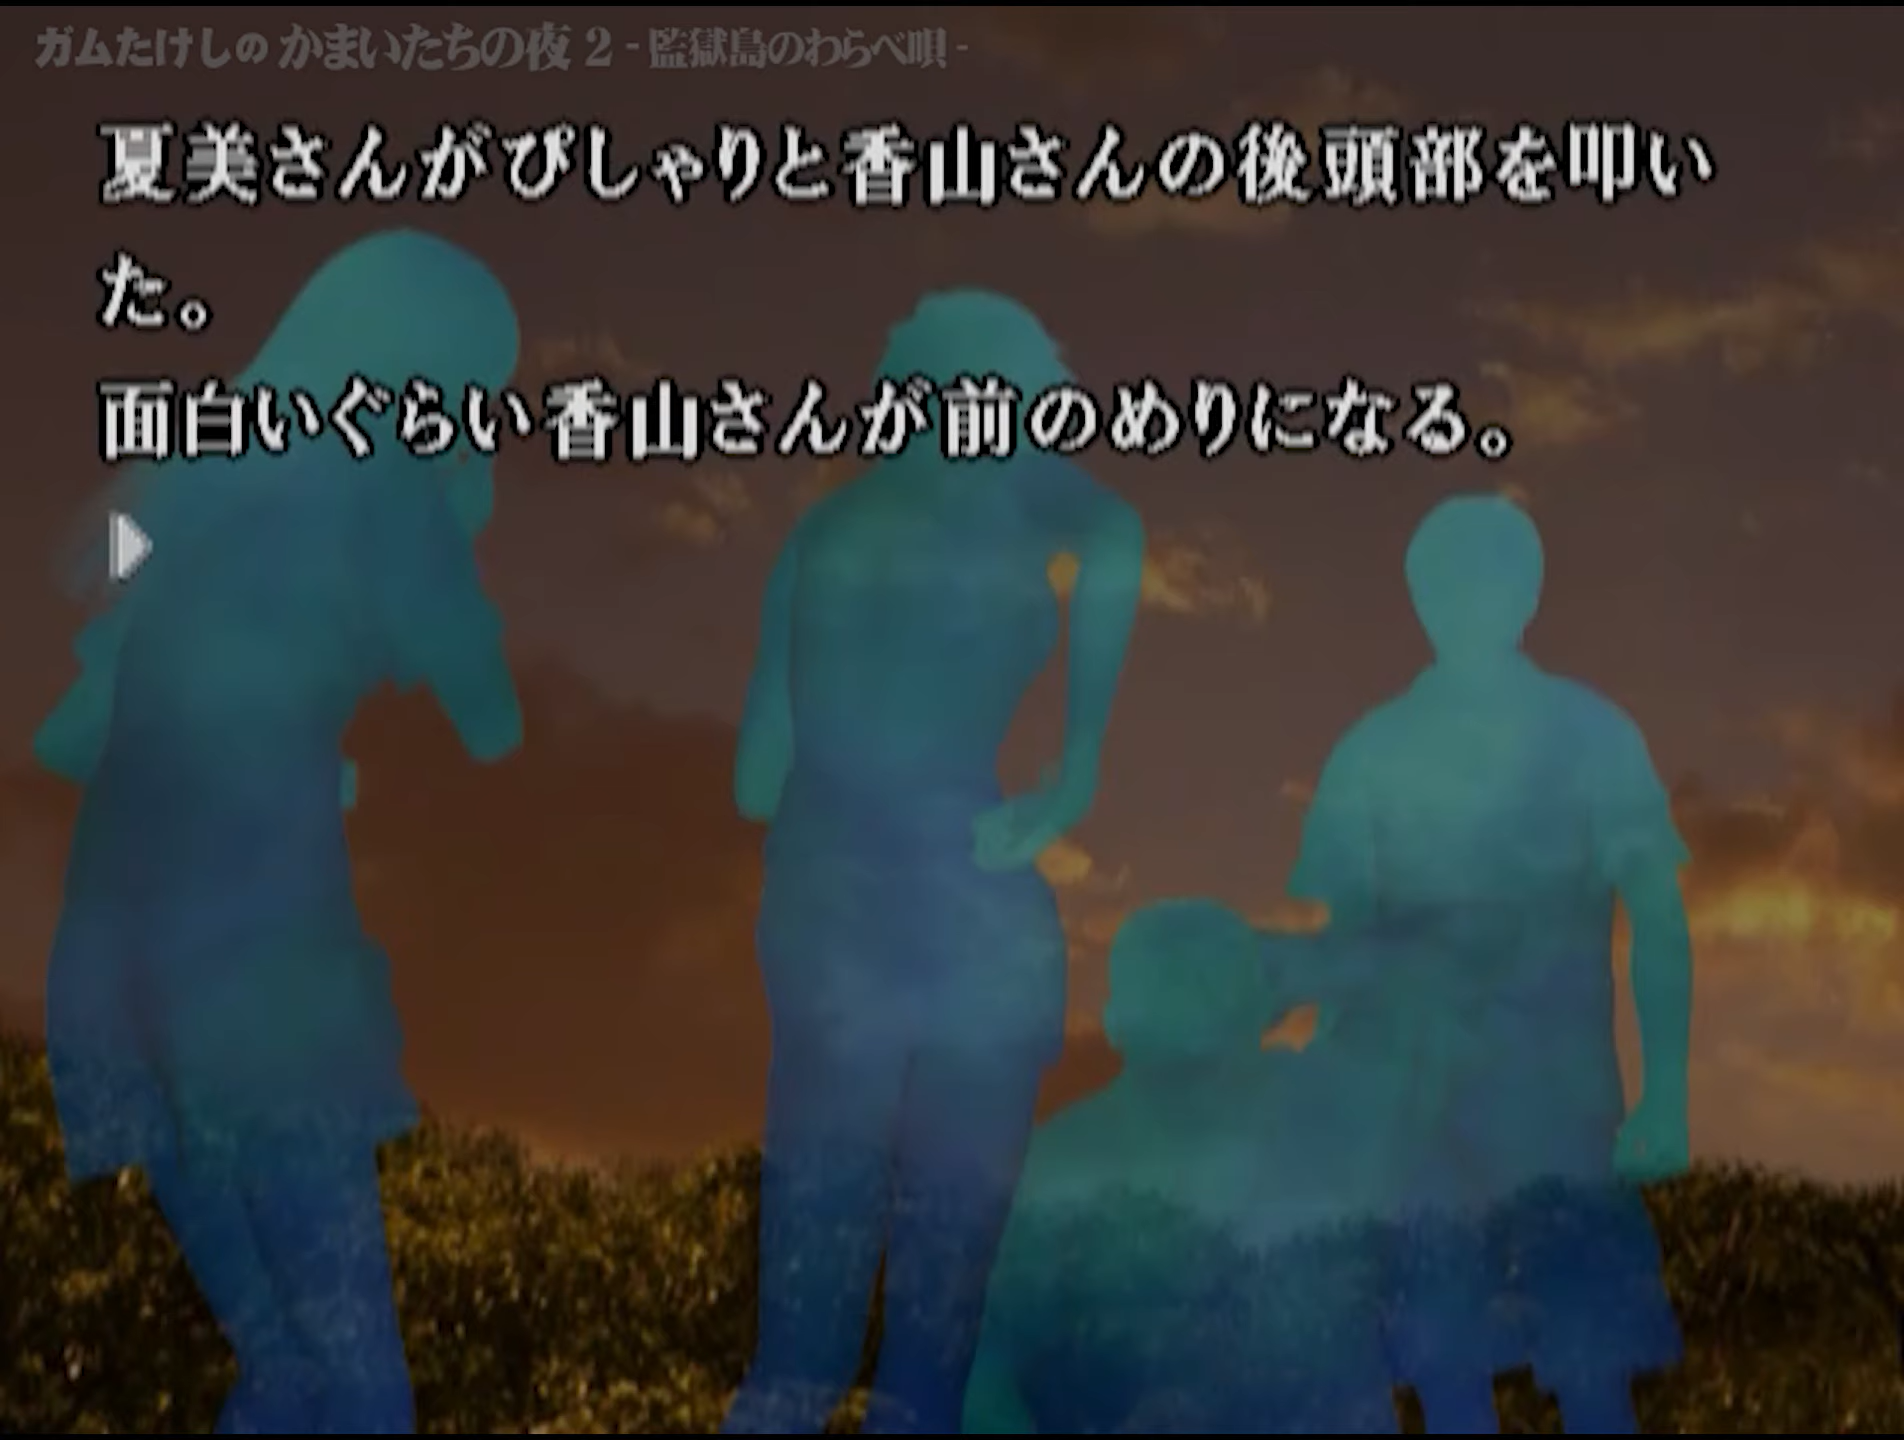 ガムたけしの かまいたちの夜 2 - 監獄島のわらべ唄 -
夏美さんがぴしゃりと香山さんの後頭部を叩い
た。
面白いぐらい香山さんが前のめりになる。